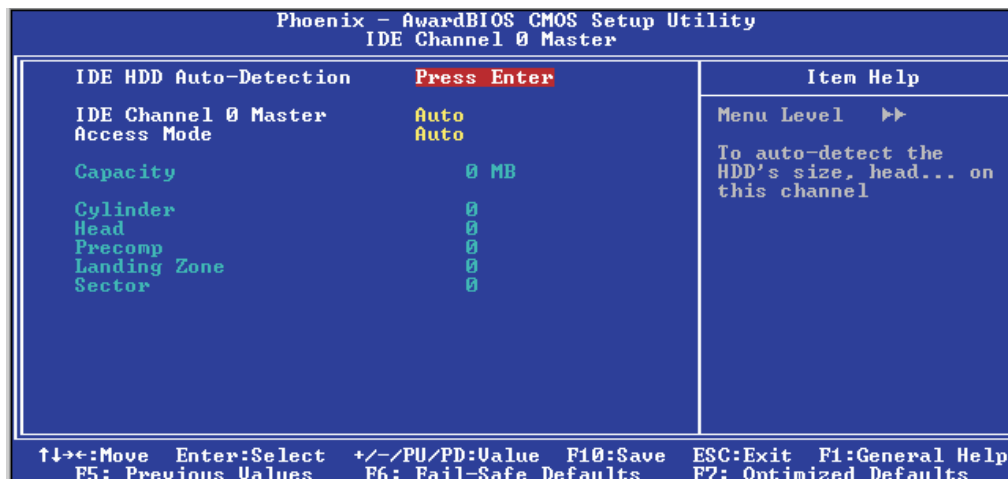 Phoenix - AwardBIOS CMOS Setup Utility
IDE Channel 0 Master
IDE HDD Auto-Detection Press Enter
IDE Channel 0 Master Auto
Access Mode Auto
Capacity 0 MB
Cylinder 0
Head 0
Precomp 0
Landing Zone 0
Sector 0
Item Help
Menu Level ▶▶
To auto-detect the
HDD's size, head... on
this channel
↑↓→←:Move Enter:Select +/-/PU/PD:Value F10:Save ESC:Exit F1:General Help
F5: Previous Values F6: Fail-Safe Defaults F7: Optimized Defaults